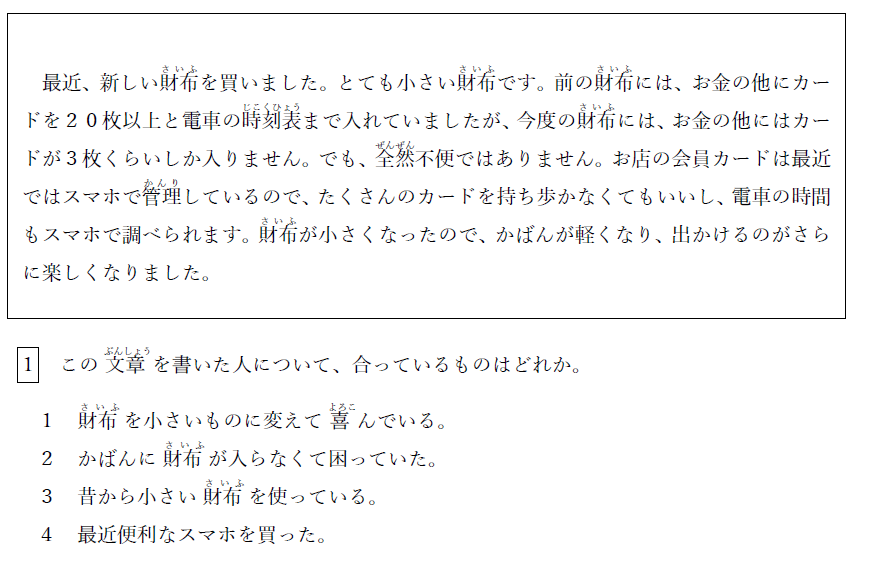 最近、新しい財布を買いました。とても小さい財布です。前の財布には、お金の他にカー
ドを２０枚以上と電車の時刻表まで入れていましたが、今度の財布には、お金の他にはカー
ドが３枚くらいしか入りません。でも、全然不便ではありません。お店の会員カードは最近
ではスマホで管理しているので、たくさんのカードを持ち歩かなくてもいいし、電車の時間
もスマホで調べられます。財布が小さくなったので、かばんが軽くなり、出かけるのがさら
に楽しくなりました。
1 この文章を書いた人について、合っているものはどれか。
1 財布を小さいものに変えて喜んでいる。
2 かばんに財布が入らなくて困っていた。
3 昔から小さい財布を使っている。
4 最近便利なスマホを買った。